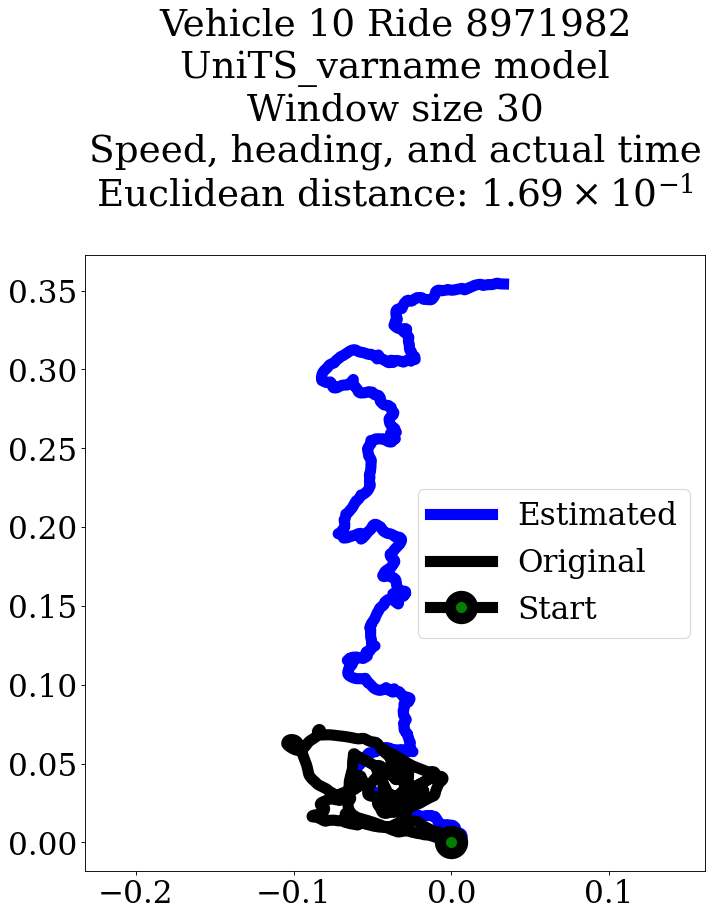 Vehicle 10 Ride 8971982
UniTS_varname model
Window size 30
Speed, heading, and actual time
Euclidean distance: 1.69 × 10⁻¹
0.35
0.30
0.25
0.20
0.15
0.10
0.05
0.00
Estimated
Original
Start
−0.2 −0.1 0.0 0.1